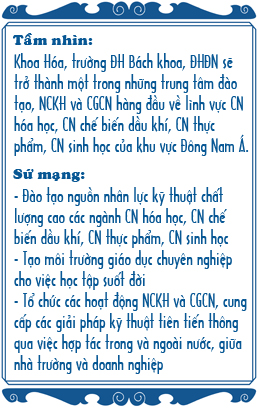 Tầm nhìn:
Khoa Hóa, trường ĐH Bách khoa, ĐHĐN sẽ
trở thành một trong những trung tâm đào
tạo, NCKH và CGCN hàng đầu về lĩnh vực CN
hóa học, CN chế biến dầu khí, CN thực
phẩm, CN sinh học của khu vực Đông Nam Á.
Sứ mạng:
- Đào tạo nguồn nhân lực kỹ thuật chất
lượng cao các ngành CN hóa học, CN chế
biến dầu khí, CN thực phẩm, CN sinh học
- Tạo môi trường giáo dục chuyên nghiệp
cho việc học tập suốt đời
- Tổ chức các hoạt động NCKH và CGCN, cung
cấp các giải pháp kỹ thuật tiên tiến thông
qua việc hợp tác trong và ngoài nước, giữa
nhà trường và doanh nghiệp